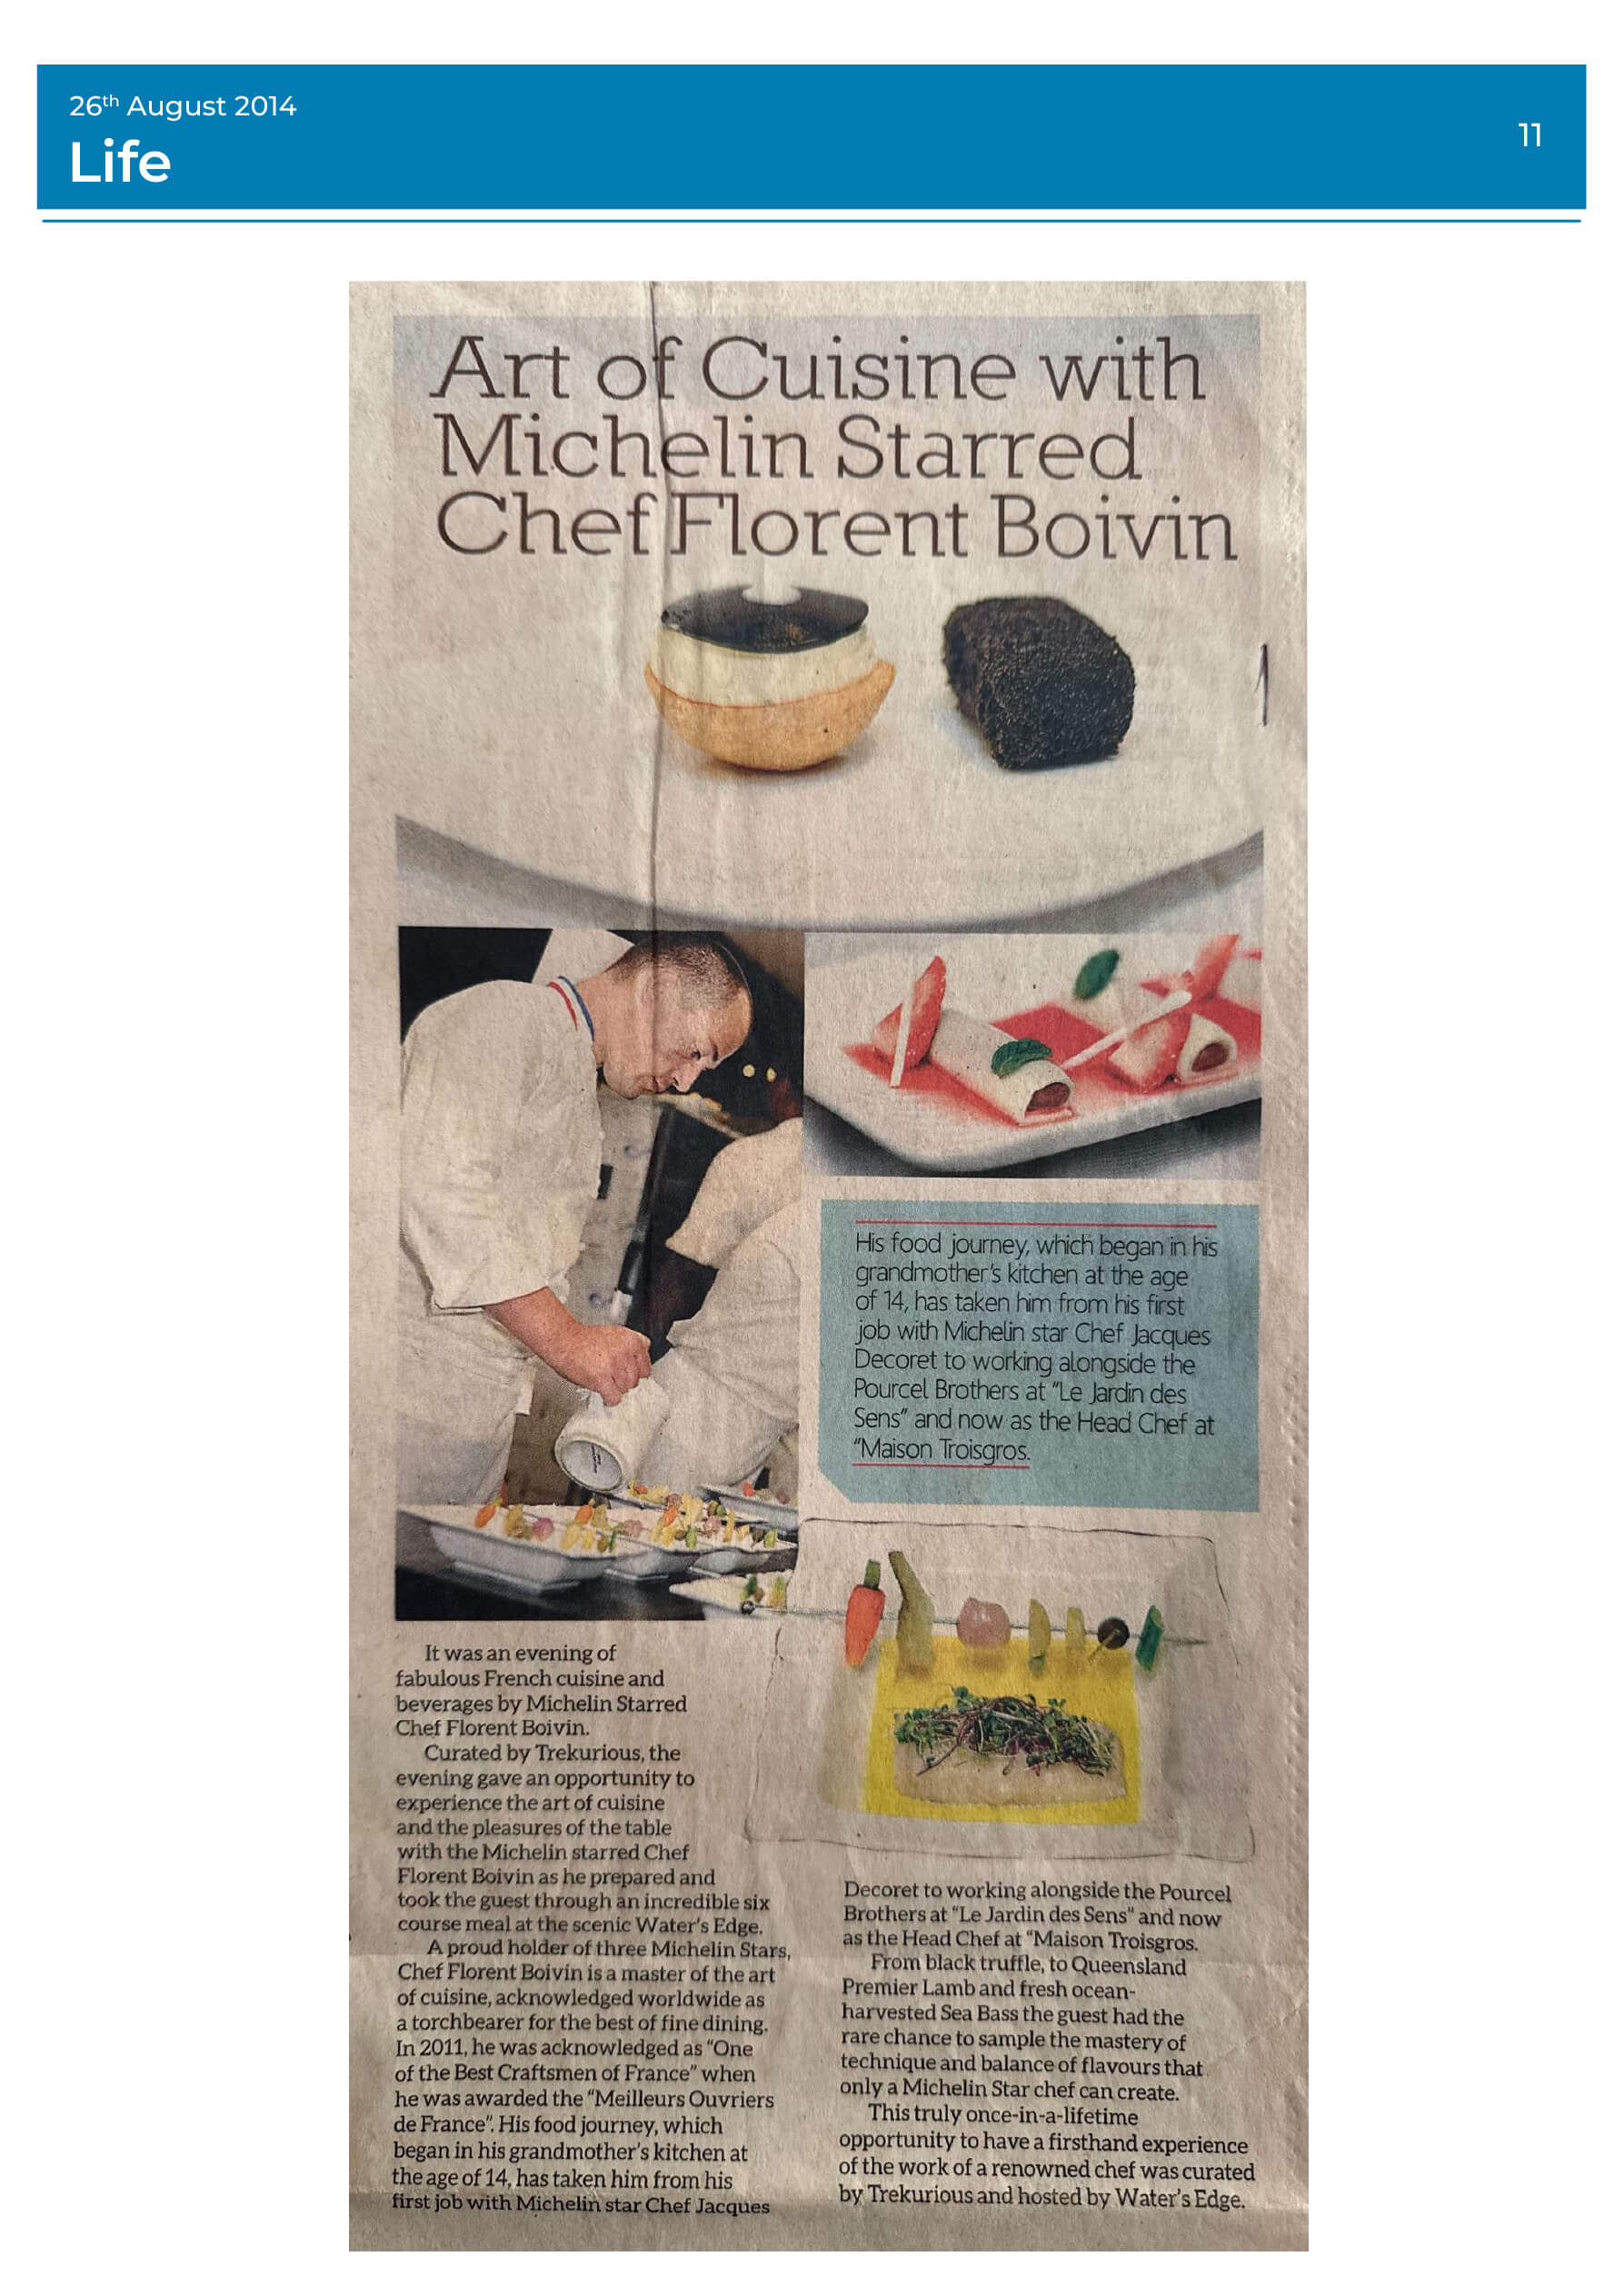 26th August 2014
Life
11
Art of Cuisine with
Michelin Starred
Chef Florent Boivin
His food journey, which began in his
grandmother's kitchen at the age
of 14, has taken him from his first
job with Michelin star Chef Jacques
Decoret to working alongside the
Pourcel Brothers at "Le Jardin des
Sens" and now as the Head Chef at
"Maison Troisgros.
It was an evening of
fabulous French cuisine and
beverages by Michelin Starred
Chef Florent Boivin.
Curated by Trekurious, the
evening gave an opportunity to
experience the art of cuisine
and the pleasures of the table
with the Michelin starred Chef
Florent Boivin as he prepared and
took the guest through an incredible six
course meal at the scenic Water's Edge.
A proud holder of three Michelin Stars,
Chef Florent Boivin is a master of the art
of cuisine, acknowledged worldwide as
a torchbearer for the best of fine dining.
In 2011, he was acknowledged as "One
of the Best Craftsmen of France" when
he was awarded the "Meilleurs Ouvriers
de France". His food journey, which
began in his grandmother's kitchen at
the age of 14, has taken him from his
first job with Michelin star Chef Jacques
Decoret to working alongside the Pourcel
Brothers at "Le Jardin des Sens" and now
as the Head Chef at "Maison Troisgros.
From black truffle, to Queensland
Premier Lamb and fresh ocean-
harvested Sea Bass the guest had the
rare chance to sample the mastery of
technique and balance of flavours that
only a Michelin Star chef can create.
This truly once-in-a-lifetime
opportunity to have a firsthand experience
of the work of a renowned chef was curated
by Trekurious and hosted by Water's Edge.